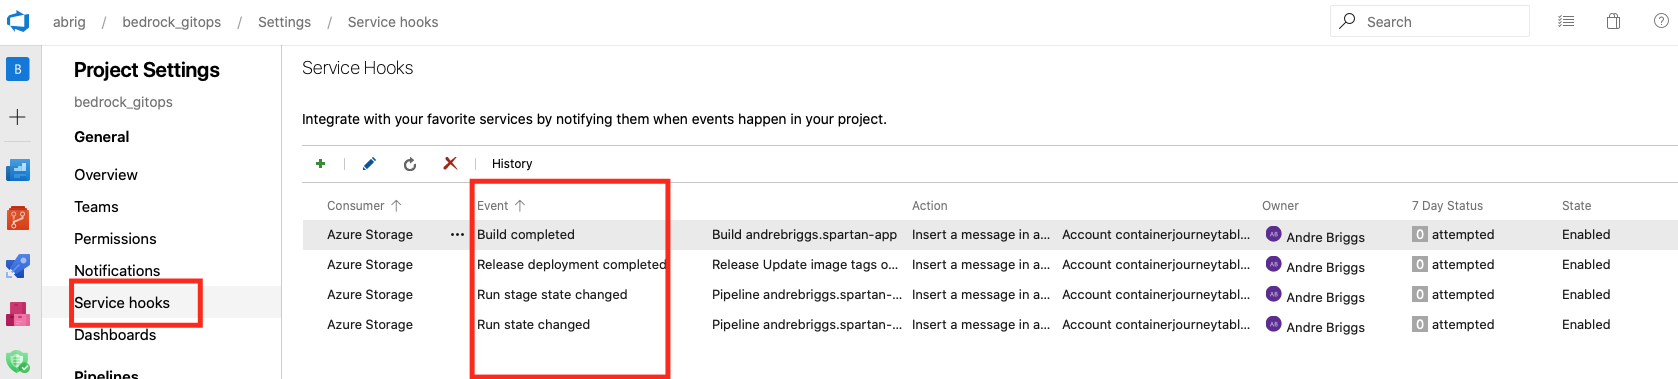 abrig / bedrock_gitops / Settings / Service hooks
Search
B
Project Settings
bedrock_gitops
General
Overview
Teams
Permissions
Notifications
Service hooks
Dashboards
Pipelines
Service Hooks
Integrate with your favorite services by notifying them when events happen in your project.
History
Consumer Event Action Owner 7 Day Status State
Azure Storage ... Build completed Build andrebriggs.spartan-app Insert a message in a... Account containerjourneytabl... AB Andre Briggs 0 attempted Enabled
Azure Storage Release deployment completed Release Update image tags o... Insert a message in a... Account containerjourneytabl... AB Andre Briggs 0 attempted Enabled
Azure Storage Run stage state changed Pipeline andrebriggs.spartan-... Insert a message in a... Account containerjourneytabl... AB Andre Briggs 0 attempted Enabled
Azure Storage Run state changed Pipeline andrebriggs.spartan-... Insert a message in a... Account containerjourneytabl... AB Andre Briggs 0 attempted Enabled